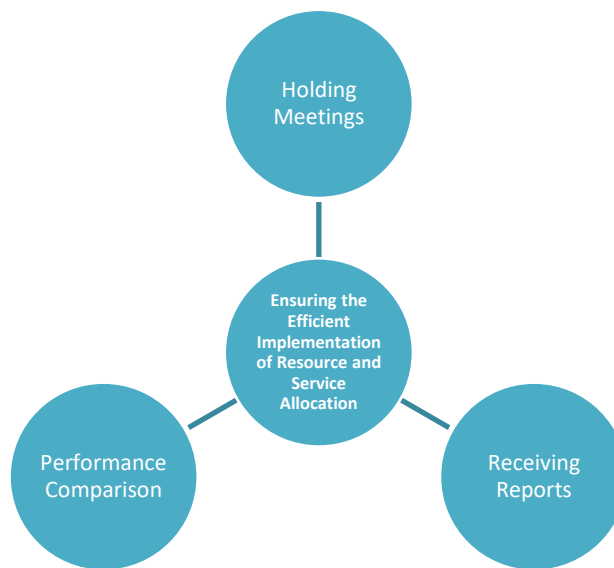 Holding
Meetings
Ensuring the
Efficient
Implementation
of Resource and
Service
Allocation
Performance
Comparison
Receiving
Reports